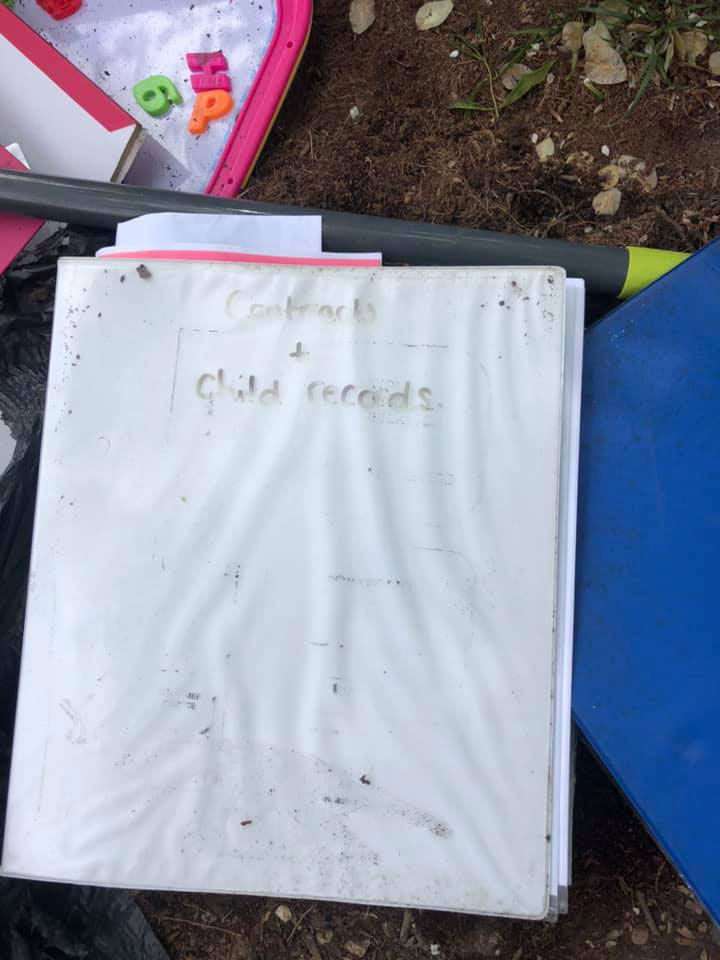 H
P
Contracts
+
Child records.